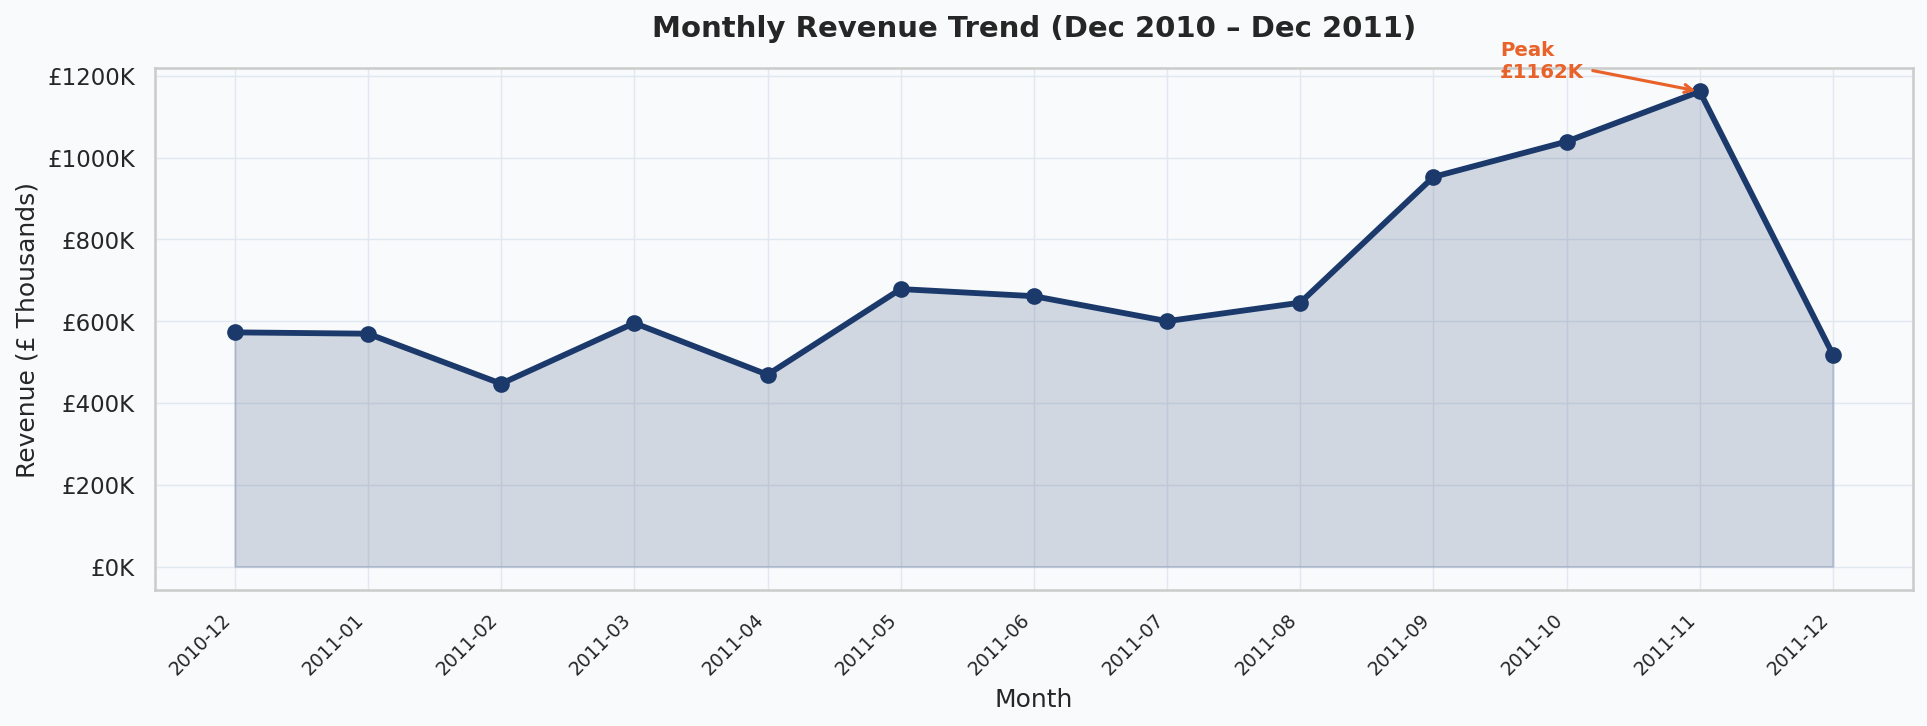 Monthly Revenue Trend (Dec 2010 – Dec 2011)
Peak
£1162K
£1200K
£1000K
£800K
£600K
£400K
£200K
£0K
Revenue (£ Thousands)
2010-12
2011-01
2011-02
2011-03
2011-04
2011-05
2011-06
2011-07
2011-08
2011-09
2011-10
2011-11
2011-12
Month